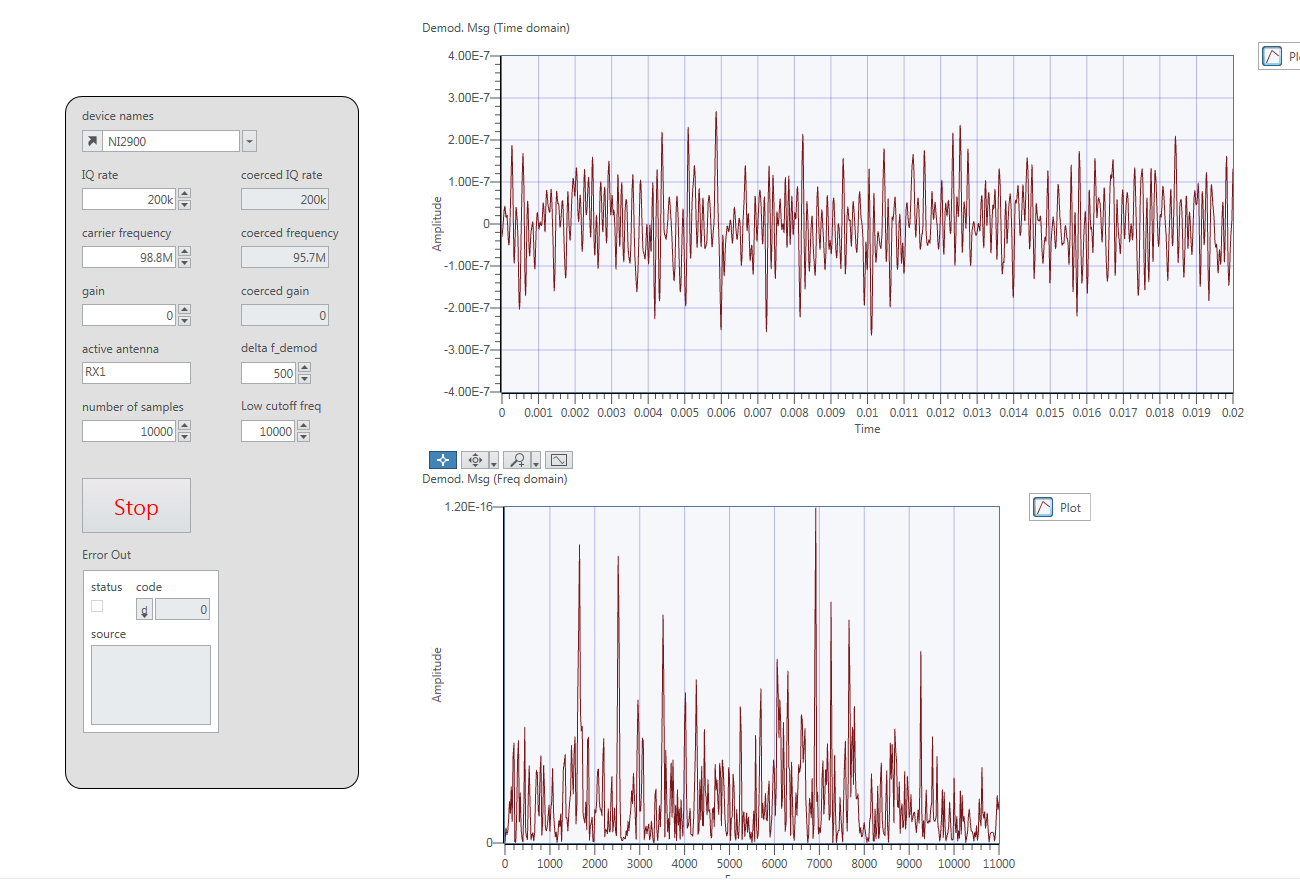 Demod. Msg (Time domain)
device names
NI2900
IQ rate
coerced IQ rate
200k
200k
carrier frequency
coerced frequency
98.8M
95.7M
gain
coerced gain
0
0
active antenna
delta f_demod
RX1
500
number of samples
Low cutoff freq
10000
10000
Stop
Error Out
status
code
d
0
source
4.00E-7
3.00E-7
2.00E-7
1.00E-7
0
-1.00E-7
-2.00E-7
-3.00E-7
-4.00E-7
Amplitude
0 0.001 0.002 0.003 0.004 0.005 0.006 0.007 0.008 0.009 0.01 0.011 0.012 0.013 0.014 0.015 0.016 0.017 0.018 0.019 0.02
Time
Demod. Msg (Freq domain)
1.20E-16
0
Amplitude
0 1000 2000 3000 4000 5000 6000 7000 8000 9000 10000 11000
Plot